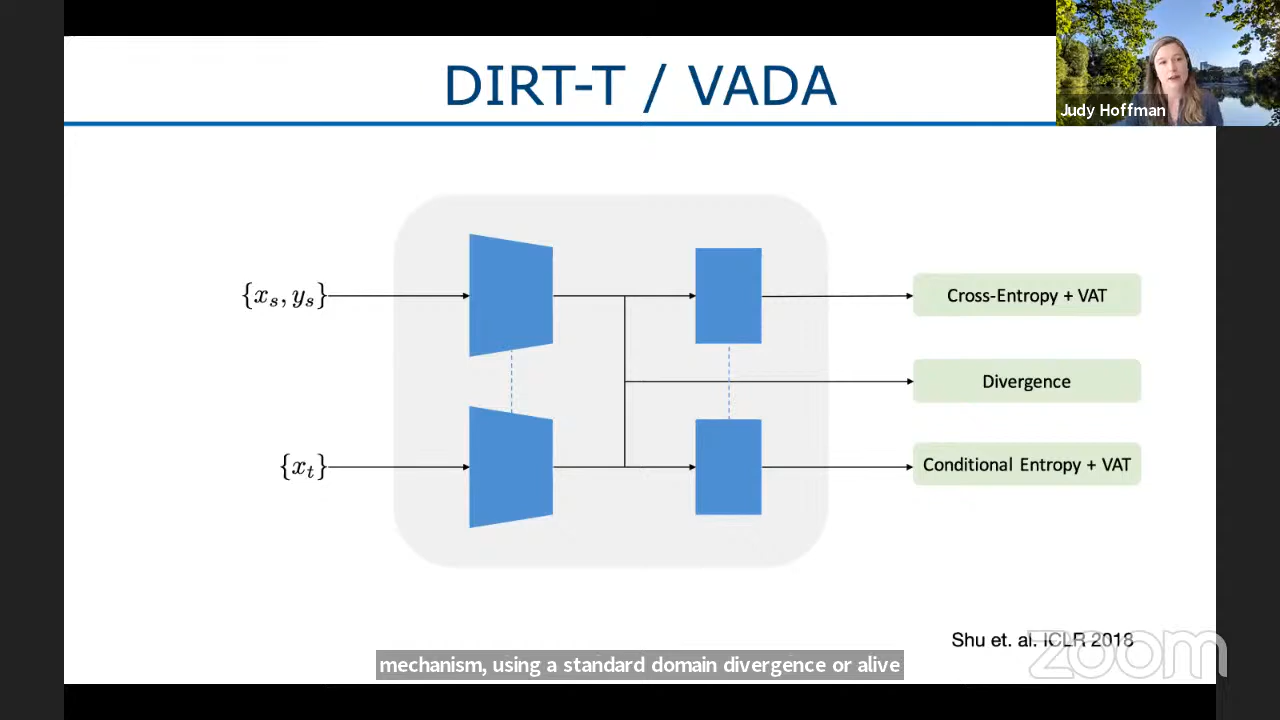 DIRT-T / VADA
Judy Hoffman
{x_s, y_s}
Cross-Entropy + VAT
Divergence
{x_t}
Conditional Entropy + VAT
Shu et. al. ICLR 2018
zoom
mechanism, using a standard domain divergence or alive